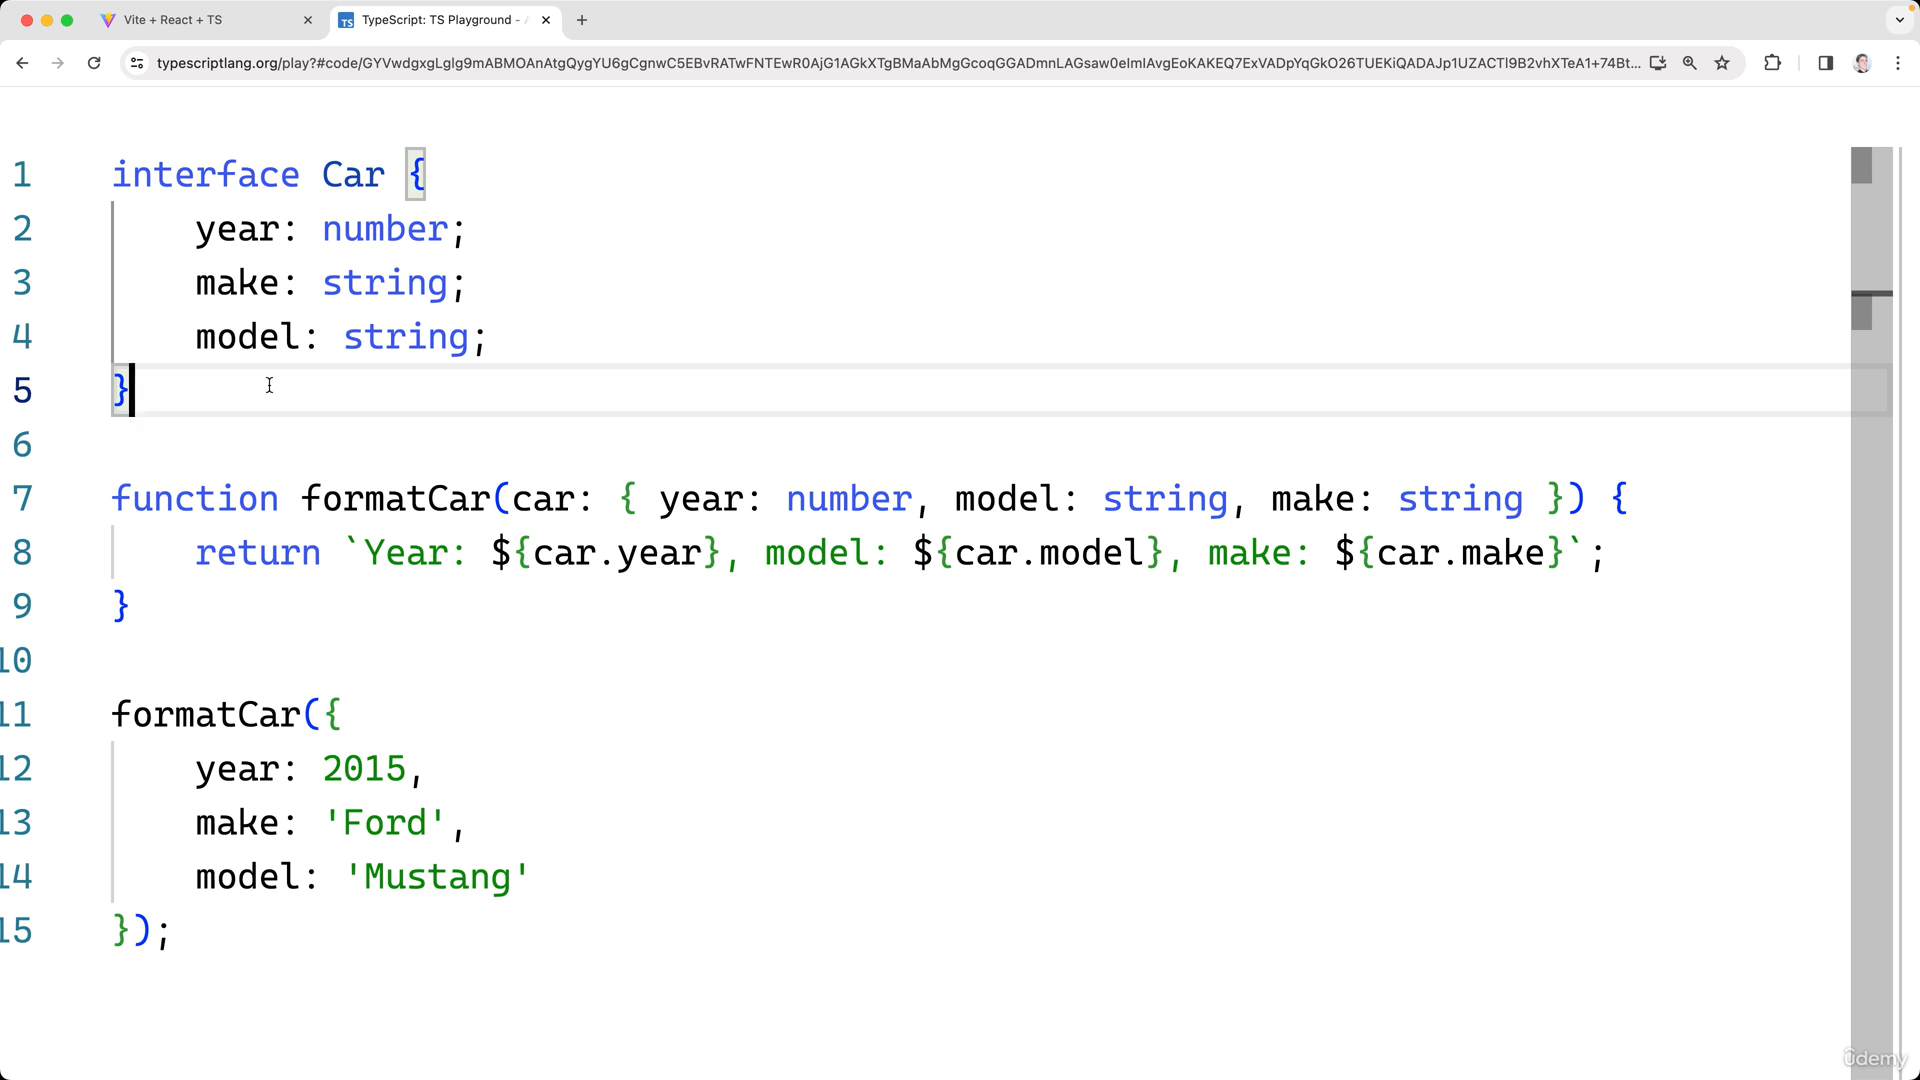 Vite + React + TS
TypeScript: TS Playground -
typescriptlang.org/play?#code/GYVwdgxgLglg9mABMOAnAtgQygYU6gCgnwC5EBvRATwFNTEwR0AjG1AGkXTgBMaAbMgGcoqGGADmnLAGsaw0eImIAvgEoKAKEQ7ExVADpYqGkO26TUEKiQADAJp1UZACTl9B2vhXTeA1+74Bt...
1 interface Car {
2 year: number;
3 make: string;
4 model: string;
5 }
6
7 function formatCar(car: { year: number, model: string, make: string }) {
8 return `Year: ${car.year}, model: ${car.model}, make: ${car.make}`;
9 }
10
11 formatCar({
12 year: 2015,
13 make: 'Ford',
14 model: 'Mustang'
15 });
ûdemy